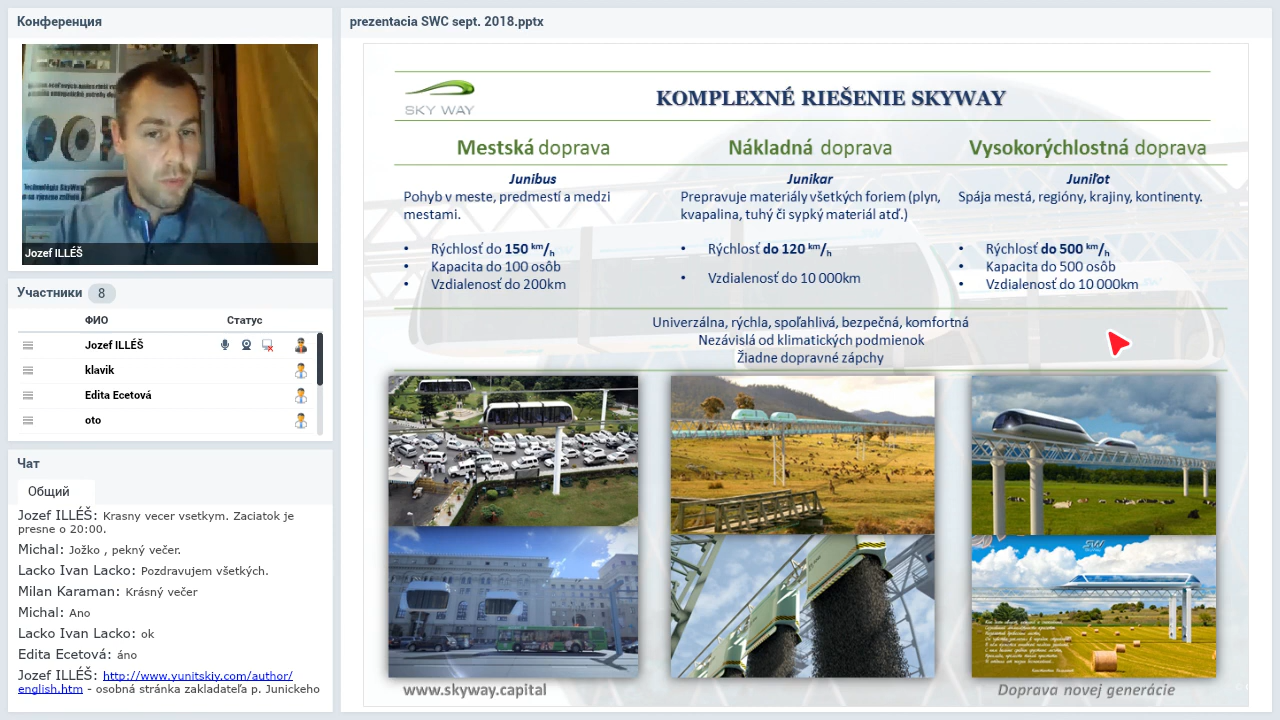 Конференция
Jozef ILLÉŠ
Участники 8
ФИО Статус
Jozef ILLÉŠ
klavik
Edita Ecetová
oto
Чат
Общий
Jozef ILLÉŠ: Krasny vecer vsetkym. Zaciatok je
presne o 20:00.
Michal: Jožko , pekný večer.
Lacko Ivan Lacko: Pozdravujem všetkých.
Milan Karaman: Krásný večer
Michal: Ano
Lacko Ivan Lacko: ok
Edita Ecetová: áno
Jozef ILLÉŠ: http://www.yunitskiy.com/author/
english.htm - osobná stránka zakladateľa p. Junickeho
prezentacia SWC sept. 2018.pptx
SKY WAY
KOMPLEXNÉ RIEŠENIE SKYWAY
Mestská doprava
Junibus
Pohyb v meste, predmestí a medzi
mestami.
• Rýchlosť do 150 km/h
• Kapacita do 100 osôb
• Vzdialenosť do 200km
Nákladná doprava
Junikar
Prepravuje materiály všetkých foriem (plyn,
kvapalina, tuhý či sypký materiál atď.)
• Rýchlosť do 120 km/h
• Vzdialenosť do 10 000km
Vysokorýchlostná doprava
Juniľot
Spája mestá, regióny, krajiny, kontinenty.
• Rýchlosť do 500 km/h
• Kapacita do 500 osôb
• Vzdialenosť do 10 000km
Univerzálna, rýchla, spoľahlivá, bezpečná, komfortná
Nezávislá od klimatických podmienok
Žiadne dopravné zápchy
www.skyway.capital
Doprava novej generácie